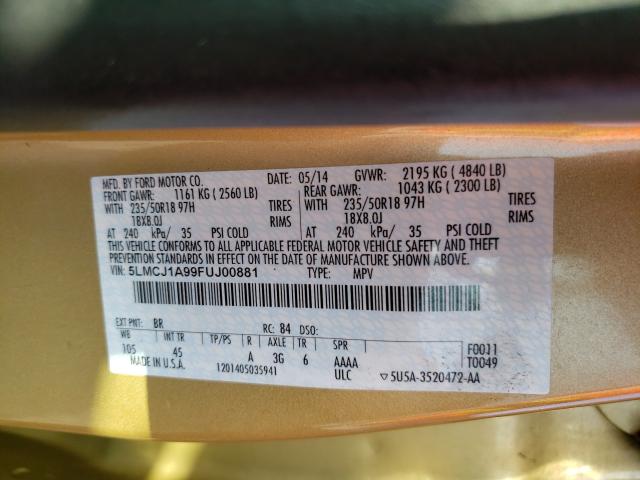 MFD. BY FORD MOTOR CO. DATE: 05/14 GVWR: 2195 KG ( 4840 LB)
FRONT GAWR: 1161 KG ( 2560 LB) REAR GAWR: 1043 KG ( 2300 LB)
WITH 235/50R18 97H TIRES WITH 235/50R18 97H TIRES
18X8.0J RIMS 18X8.0J RIMS
AT 240 kPa/ 35 PSI COLD AT 240 kPa/ 35 PSI COLD
THIS VEHICLE CONFORMS TO ALL APPLICABLE FEDERAL MOTOR VEHICLE SAFETY AND THEFT
PREVENTION STANDARDS IN EFFECT ON THE DATE OF MANUFACTURE SHOWN ABOVE.
VIN: 5LMCJ1A99FUJ00881 TYPE: MPV
EXT PNT: BR RC: 84 DSO:
WB INT TR TP/PS R AXLE TR SPR F0011
105 45 A 3G 6 AAAA T0049
MADE IN U.S.A. 1201405035941 ULC ▽5U5A-3520472-AA